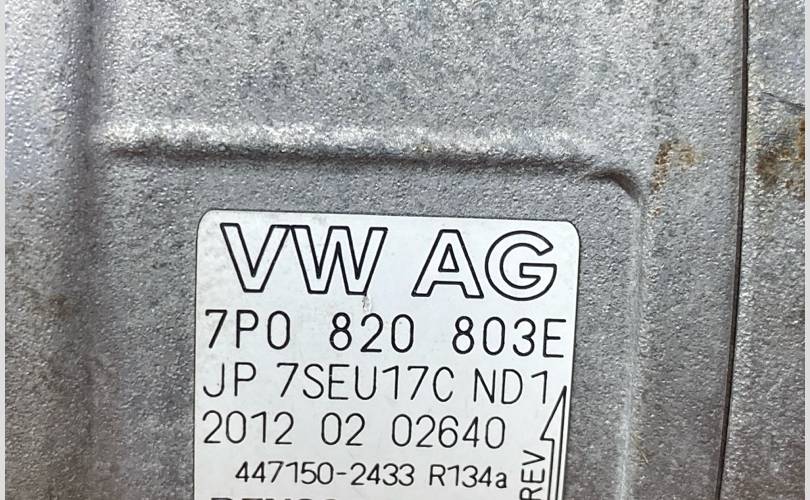 VW AG
7P0 820 803E
JP 7SEU17C ND1
2012 02 02640
447150-2433 R134a
REV